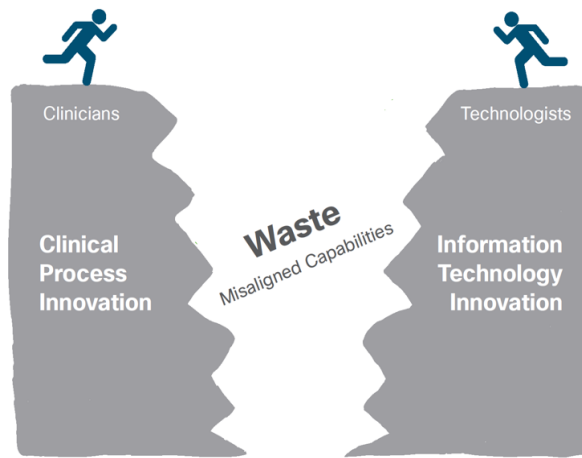 Clinicians
Technologists
Waste
Misaligned Capabilities
Clinical
Process
Innovation
Information
Technology
Innovation